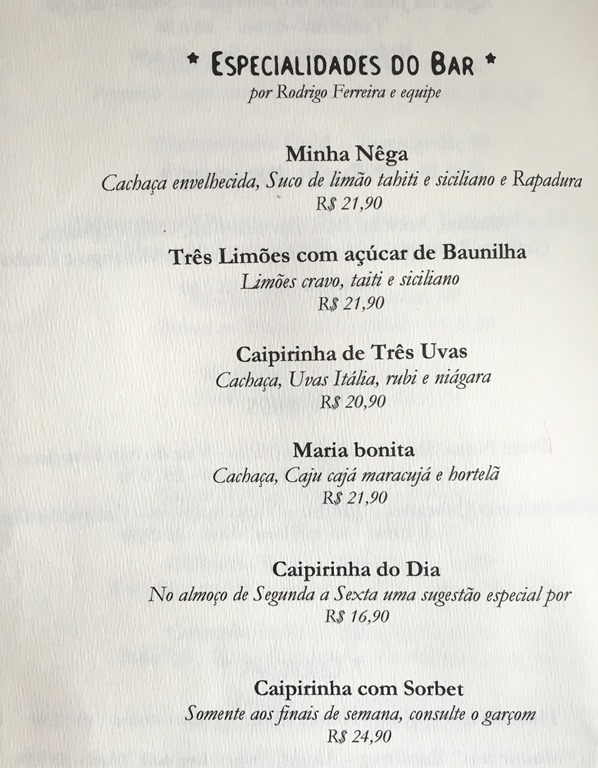 * ESPECIALIDADES DO BAR *
por Rodrigo Ferreira e equipe
Minha Nêga
Cachaça envelhecida, Suco de limão tahiti e siciliano e Rapadura
R$ 21,90
Três Limões com açúcar de Baunilha
Limões cravo, taiti e siciliano
R$ 21,90
Caipirinha de Três Uvas
Cachaça, Uvas Itália, rubi e niágara
R$ 20,90
Maria bonita
Cachaça, Caju cajá maracujá e hortelã
R$ 21,90
Caipirinha do Dia
No almoço de Segunda a Sexta uma sugestão especial por
R$ 16,90
Caipirinha com Sorbet
Somente aos finais de semana, consulte o garçom
R$ 24,90